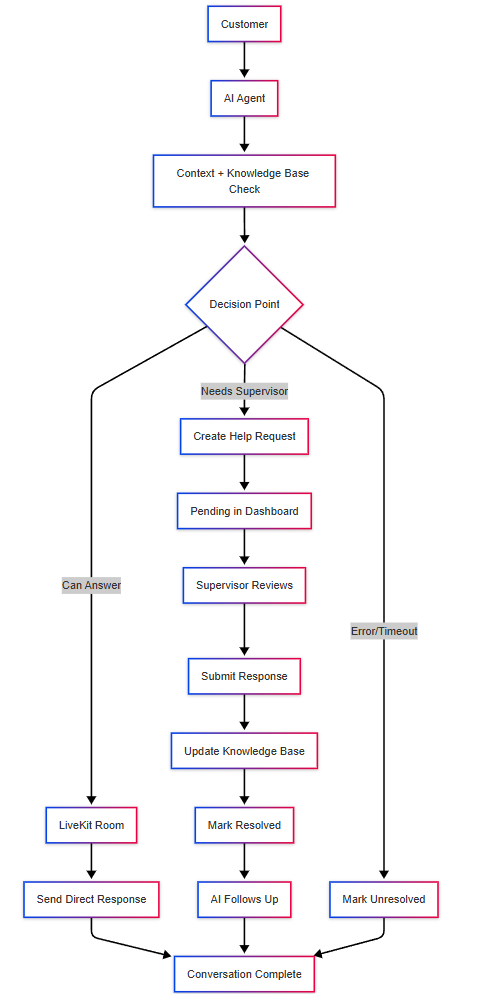 Customer
AI Agent
Context + Knowledge Base
Check
Decision Point
Needs Supervisor
Create Help Request
Pending in Dashboard
Can Answer
Supervisor Reviews
Error/Timeout
Submit Response
Update Knowledge Base
LiveKit Room
Mark Resolved
Send Direct Response
AI Follows Up
Mark Unresolved
Conversation Complete